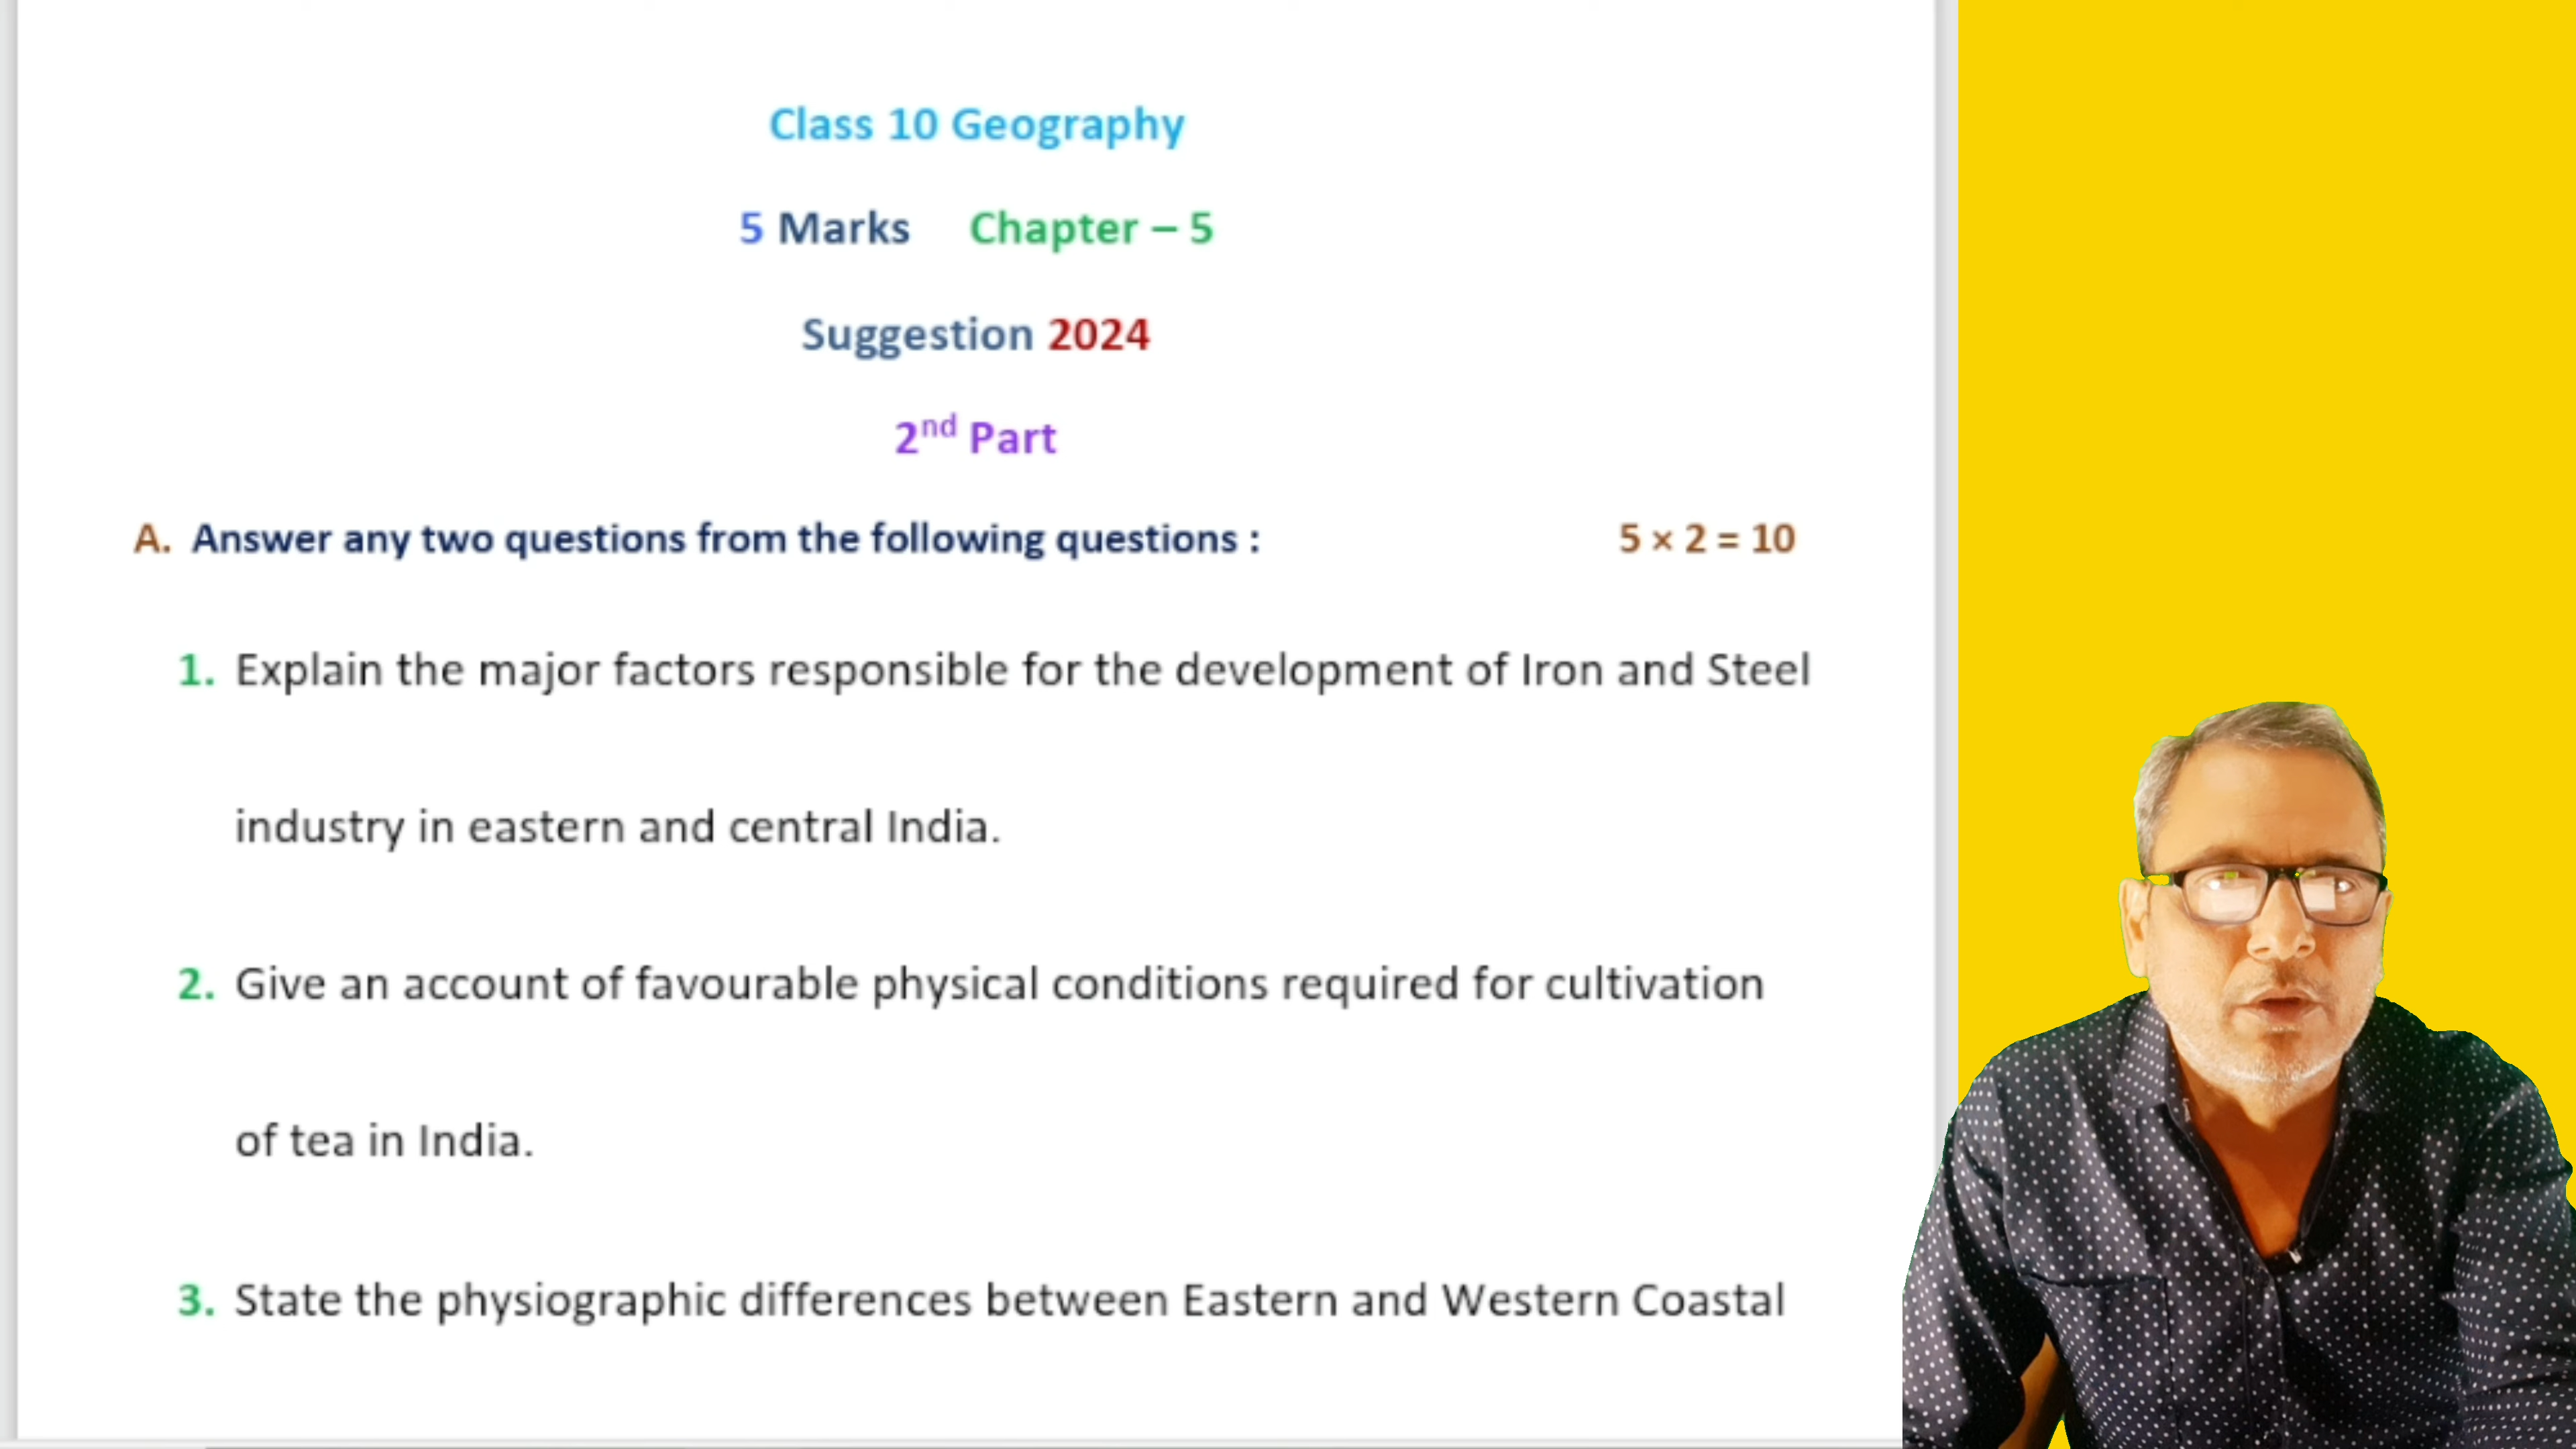 Class 10 Geography
5 Marks Chapter – 5
Suggestion 2024
2nd Part
A. Answer any two questions from the following questions : 5 × 2 = 10
1. Explain the major factors responsible for the development of Iron and Steel
industry in eastern and central India.
2. Give an account of favourable physical conditions required for cultivation
of tea in India.
3. State the physiographic differences between Eastern and Western Coastal